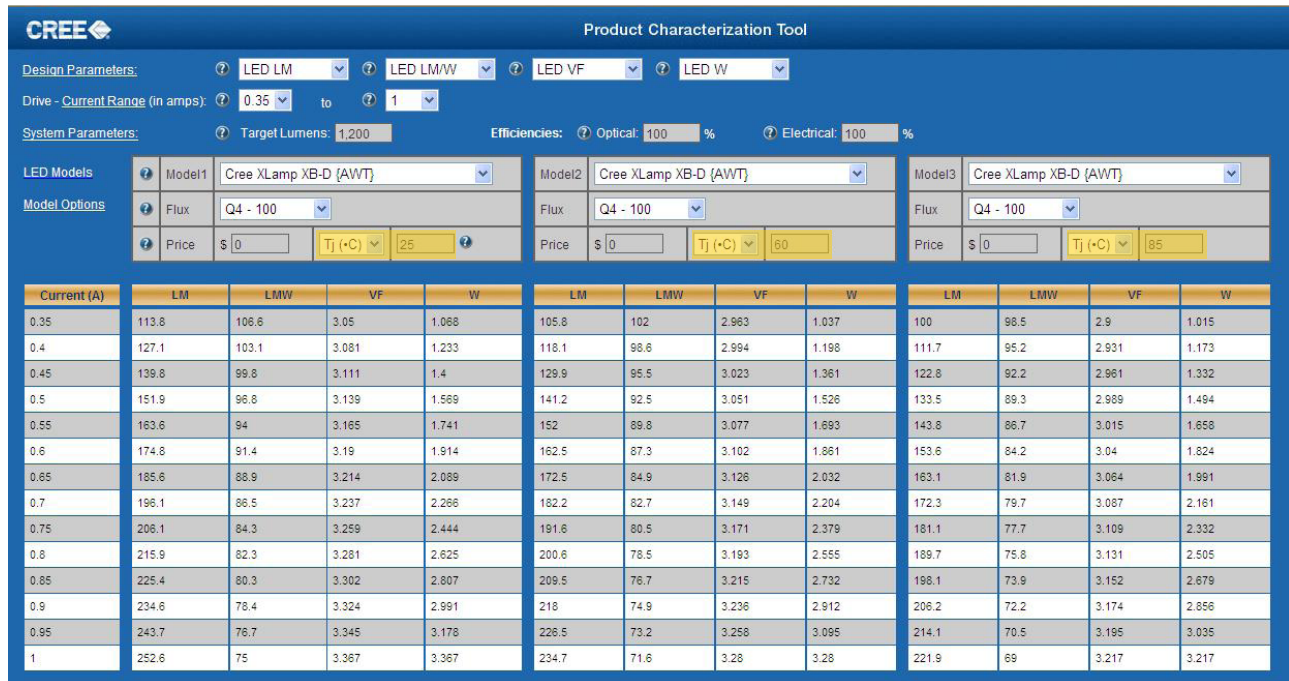 CREE Product Characterization Tool
Design Parameters: ? LED LM ? LED LM/W ? LED VF ? LED W
Drive - Current Range (in amps): ? 0.35 to ? 1
System Parameters: ? Target Lumens: 1,200 Efficiencies: ? Optical: 100 % ? Electrical: 100 %
LED Models ? Model1 Cree XLamp XB-D {AWT} Model2 Cree XLamp XB-D {AWT} Model3 Cree XLamp XB-D {AWT}
Model Options ? Flux Q4 - 100 Flux Q4 - 100 Flux Q4 - 100
? Price $ 0 Tj (•C) 25 ? Price $ 0 Tj (•C) 60 Price $ 0 Tj (•C) 85
Current (A) LM LMW VF W LM LMW VF W LM LMW VF W
0.35 113.8 106.6 3.05 1.068 105.8 102 2.963 1.037 100 98.5 2.9 1.015
0.4 127.1 103.1 3.081 1.233 118.1 98.6 2.994 1.198 111.7 95.2 2.931 1.173
0.45 139.8 99.8 3.111 1.4 129.9 95.5 3.023 1.361 122.8 92.2 2.961 1.332
0.5 151.9 96.8 3.139 1.569 141.2 92.5 3.051 1.526 133.5 89.3 2.989 1.494
0.55 163.6 94 3.165 1.741 152 89.8 3.077 1.693 143.8 86.7 3.015 1.658
0.6 174.8 91.4 3.19 1.914 162.5 87.3 3.102 1.861 153.6 84.2 3.04 1.824
0.65 185.6 88.9 3.214 2.089 172.5 84.9 3.126 2.032 163.1 81.9 3.064 1.991
0.7 196.1 86.5 3.237 2.266 182.2 82.7 3.149 2.204 172.3 79.7 3.087 2.161
0.75 206.1 84.3 3.259 2.444 191.6 80.5 3.171 2.379 181.1 77.7 3.109 2.332
0.8 215.9 82.3 3.281 2.625 200.6 78.5 3.193 2.555 189.7 75.8 3.131 2.505
0.85 225.4 80.3 3.302 2.807 209.5 76.7 3.215 2.732 198.1 73.9 3.152 2.679
0.9 234.6 78.4 3.324 2.991 218 74.9 3.236 2.912 206.2 72.2 3.174 2.856
0.95 243.7 76.7 3.345 3.178 226.5 73.2 3.258 3.095 214.1 70.5 3.195 3.035
1 252.6 75 3.367 3.367 234.7 71.6 3.28 3.28 221.9 69 3.217 3.217